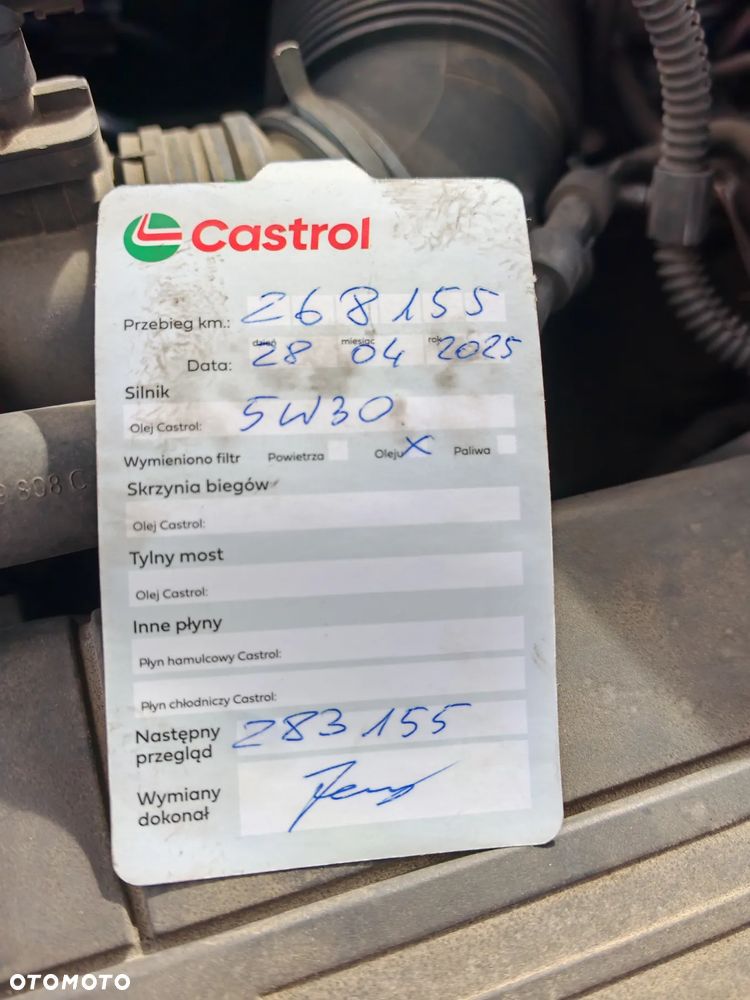 Castrol
Przebieg km.: 268155
dzień miesiąc rok
Data: 28 04 2025
Silnik
Olej Castrol: 5W30
Wymieniono filtr Powietrza Oleju X Paliwa
Skrzynia biegów
Olej Castrol:
Tylny most
Olej Castrol:
Inne płyny
Płyn hamulcowy Castrol:
Płyn chłodniczy Castrol:
Następny
przegląd 283155
Wymiany
dokonał
OTOMOTO